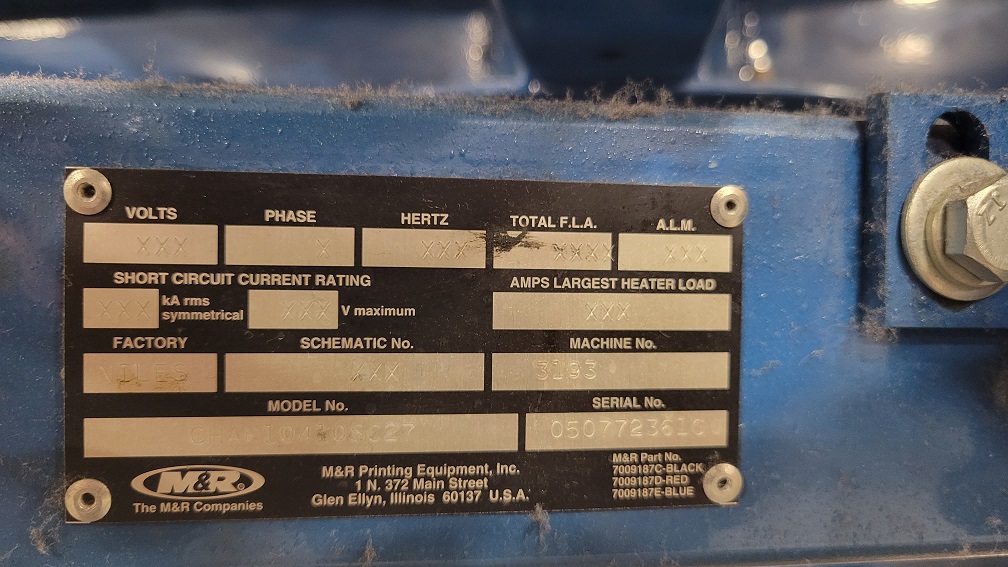 VOLTS PHASE HERTZ TOTAL F.L.A. A.L.M.
XXX X XXX XXXX XXX
SHORT CIRCUIT CURRENT RATING AMPS LARGEST HEATER LOAD
XXX kA rms symmetrical XXX V maximum XXX
FACTORY SCHEMATIC No. MACHINE No.
NILES XXX 3193
MODEL No. SERIAL No.
M&R
The M&R Companies
M&R Printing Equipment, Inc.
1 N. 372 Main Street
Glen Ellyn, Illinois 60137 U.S.A.
M&R Part No.
7009187C-BLACK
7009187D-RED
7009187E-BLUE